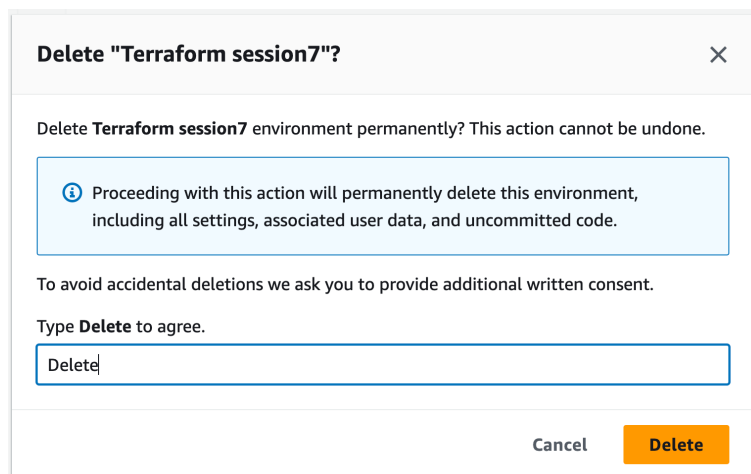 Delete "Terraform session7"?
Delete Terraform session7 environment permanently? This action cannot be undone.
Proceeding with this action will permanently delete this environment,
including all settings, associated user data, and uncommitted code.
To avoid accidental deletions we ask you to provide additional written consent.
Type Delete to agree.
Delete
Cancel Delete